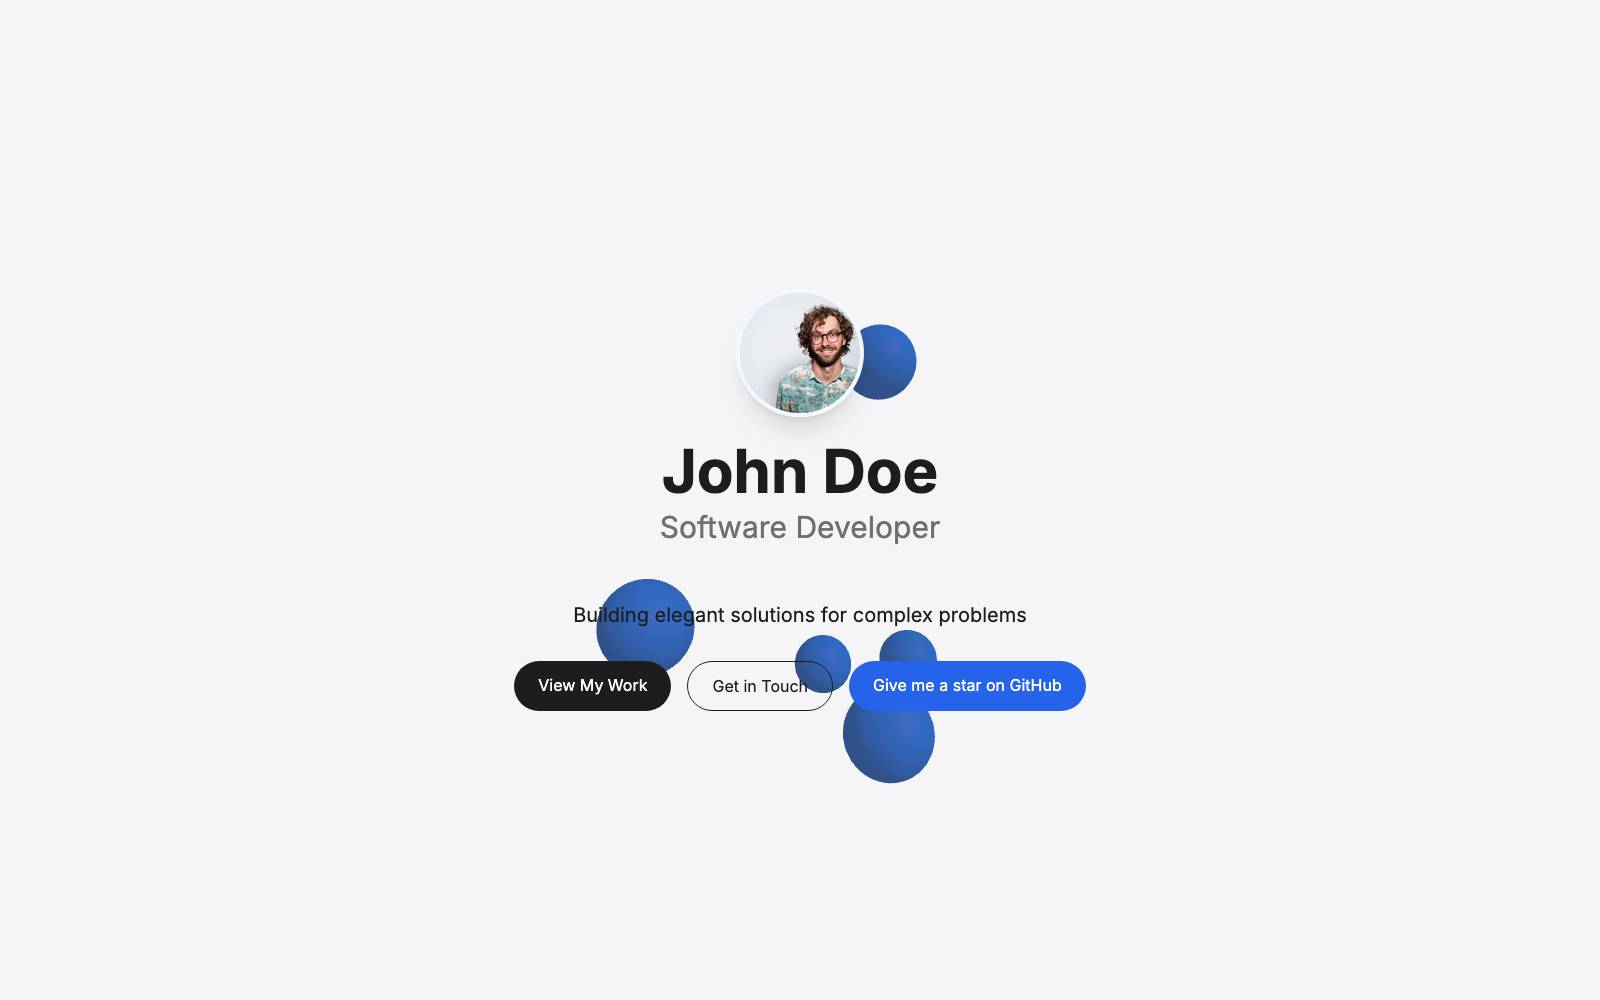 John Doe
Software Developer
Building elegant solutions for complex problems
View My Work
Get in Touch
Give me a star on GitHub